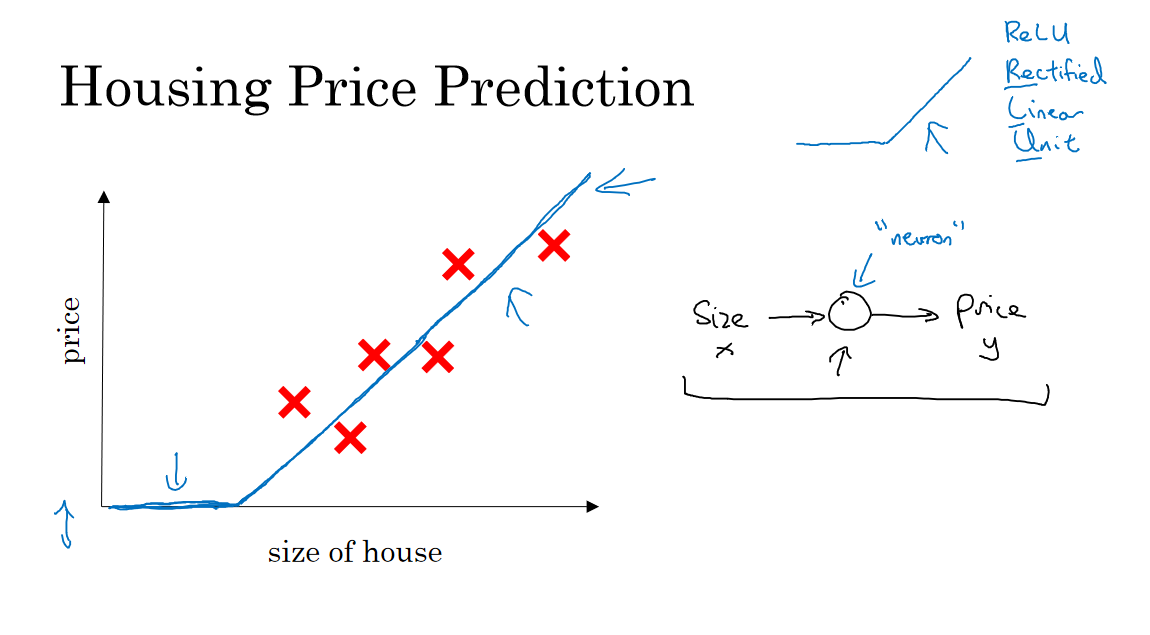 Housing Price Prediction
ReLU
Rectified
Linear
Unit
price
size of house
"neuron"
Size
x
Price
y